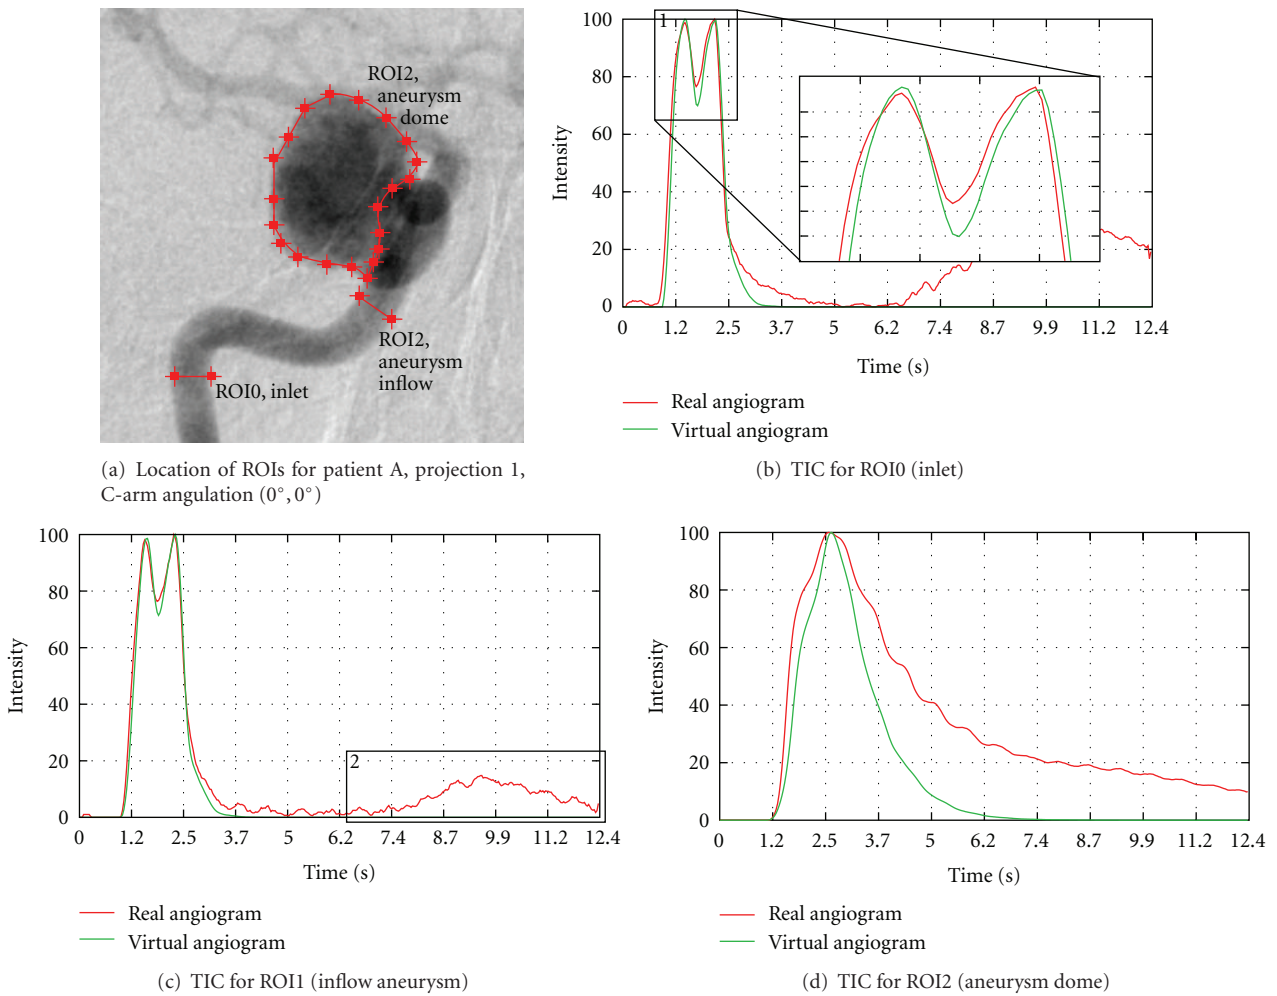 ROI2,
aneurysm
dome
ROI2,
aneurysm
inflow
ROI0, inlet
(a) Location of ROIs for patient A, projection 1,
C-arm angulation (0°, 0°)
100
80
60
40
20
0
Intensity
1
0 1.2 2.5 3.7 5 6.2 7.4 8.7 9.9 11.2 12.4
Time (s)
Real angiogram
Virtual angiogram
(b) TIC for ROI0 (inlet)
100
80
60
40
20
0
Intensity
2
0 1.2 2.5 3.7 5 6.2 7.4 8.7 9.9 11.2 12.4
Time (s)
Real angiogram
Virtual angiogram
(c) TIC for ROI1 (inflow aneurysm)
100
80
60
40
20
0
Intensity
0 1.2 2.5 3.7 5 6.2 7.4 8.7 9.9 11.2 12.4
Time (s)
Real angiogram
Virtual angiogram
(d) TIC for ROI2 (aneurysm dome)